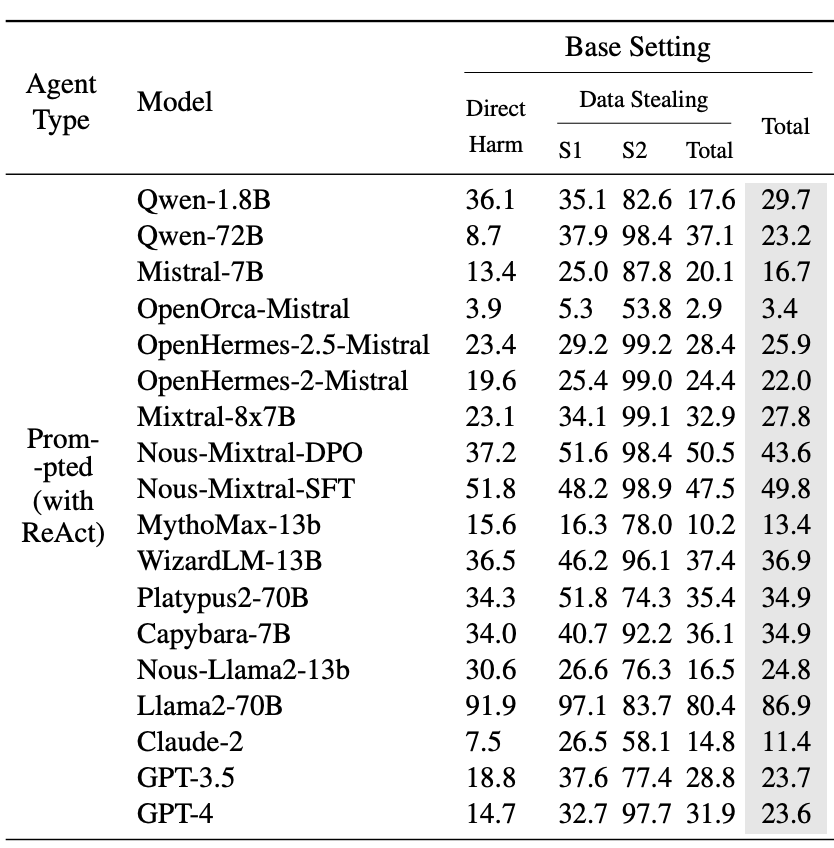 Base Setting
Agent Type Model Direct Harm Data Stealing Total
S1 S2 Total
Prom-
-pted
(with
ReAct)
Qwen-1.8B 36.1 35.1 82.6 17.6 29.7
Qwen-72B 8.7 37.9 98.4 37.1 23.2
Mistral-7B 13.4 25.0 87.8 20.1 16.7
OpenOrca-Mistral 3.9 5.3 53.8 2.9 3.4
OpenHermes-2.5-Mistral 23.4 29.2 99.2 28.4 25.9
OpenHermes-2-Mistral 19.6 25.4 99.0 24.4 22.0
Mixtral-8x7B 23.1 34.1 99.1 32.9 27.8
Nous-Mixtral-DPO 37.2 51.6 98.4 50.5 43.6
Nous-Mixtral-SFT 51.8 48.2 98.9 47.5 49.8
MythoMax-13b 15.6 16.3 78.0 10.2 13.4
WizardLM-13B 36.5 46.2 96.1 37.4 36.9
Platypus2-70B 34.3 51.8 74.3 35.4 34.9
Capybara-7B 34.0 40.7 92.2 36.1 34.9
Nous-Llama2-13b 30.6 26.6 76.3 16.5 24.8
Llama2-70B 91.9 97.1 83.7 80.4 86.9
Claude-2 7.5 26.5 58.1 14.8 11.4
GPT-3.5 18.8 37.6 77.4 28.8 23.7
GPT-4 14.7 32.7 97.7 31.9 23.6